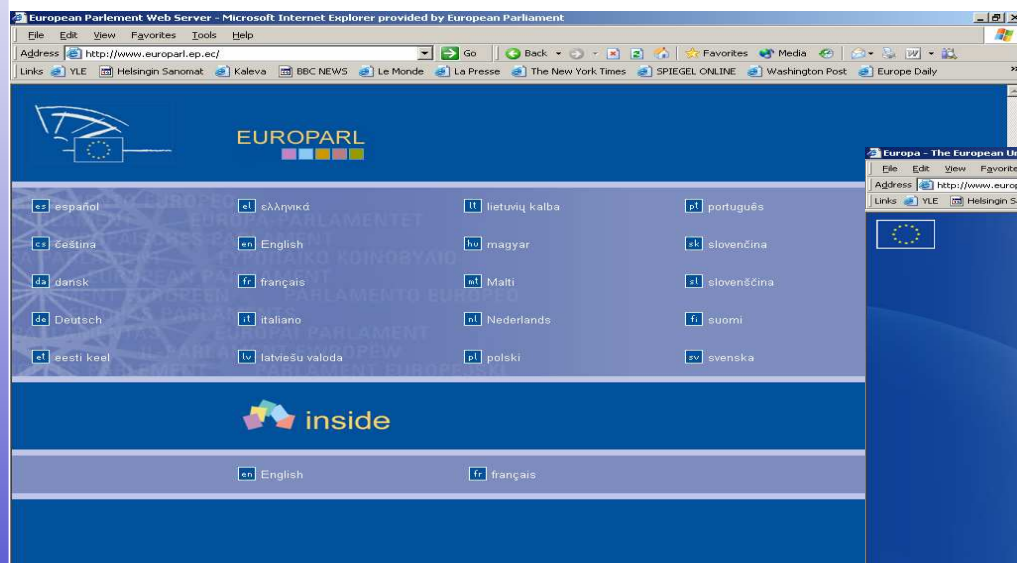 European Parlement Web Server - Microsoft Internet Explorer provided by European Parliament
File Edit View Favorites Tools Help
Address http://www.europarl.ep.ec/ Go Back Favorites Media
Links YLE Helsingin Sanomat Kaleva BBC NEWS Le Monde La Presse The New York Times SPIEGEL ONLINE Washington Post Europe Daily
EUROPARL
es español el ελληνικά lt lietuvių kalba pt português
cs čeština en English hu magyar sk slovenčina
da dansk fr français mt Malti sl slovenščina
de Deutsch it italiano nl Nederlands fi suomi
et eesti keel lv latviešu valoda pl polski sv svenska
inside
en English fr français
Europa - The European Un
File Edit View Favorite
Address http://www.europ
Links YLE Helsingin S